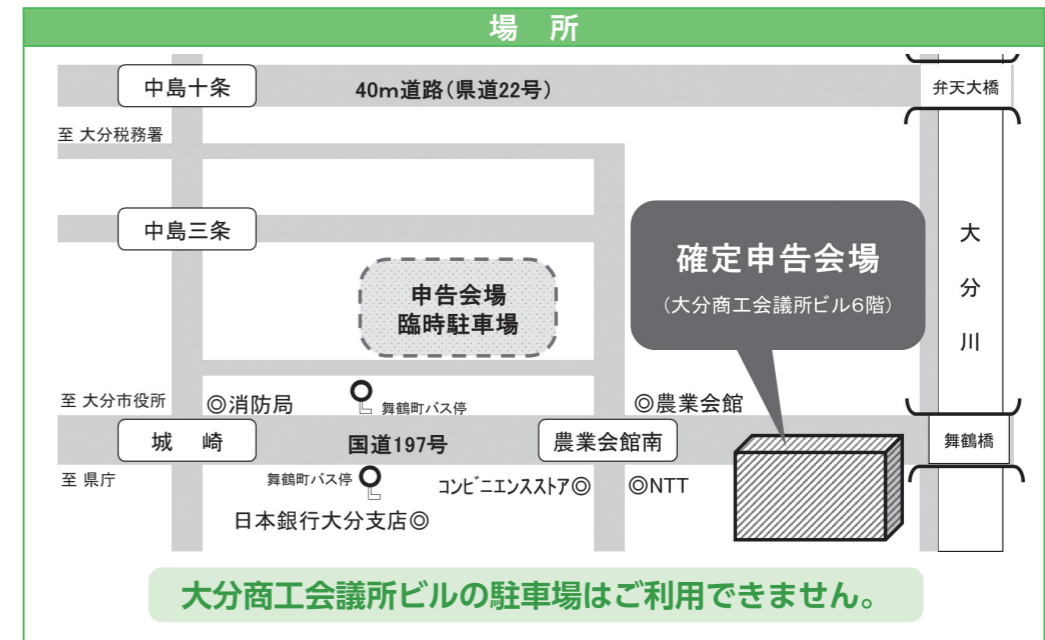 場 所
中島十条
40m道路(県道22号)
弁天大橋
至 大分税務署
中島三条
確定申告会場
(大分商工会議所ビル6階)
大分川
申告会場
臨時駐車場
至 大分市役所
◎消防局
舞鶴町バス停
◎農業会館
城 崎
国道197号
農業会館南
舞鶴橋
至 県庁
舞鶴町バス停
コンビニエンスストア◎
◎NTT
日本銀行大分支店◎
大分商工会議所ビルの駐車場はご利用できません。